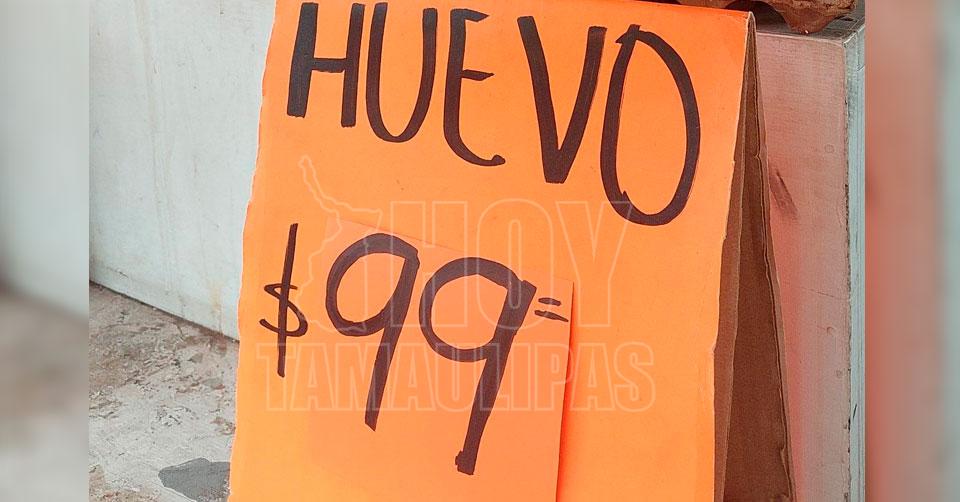 HUEVO
$99=
HOY
TAMAULIPAS